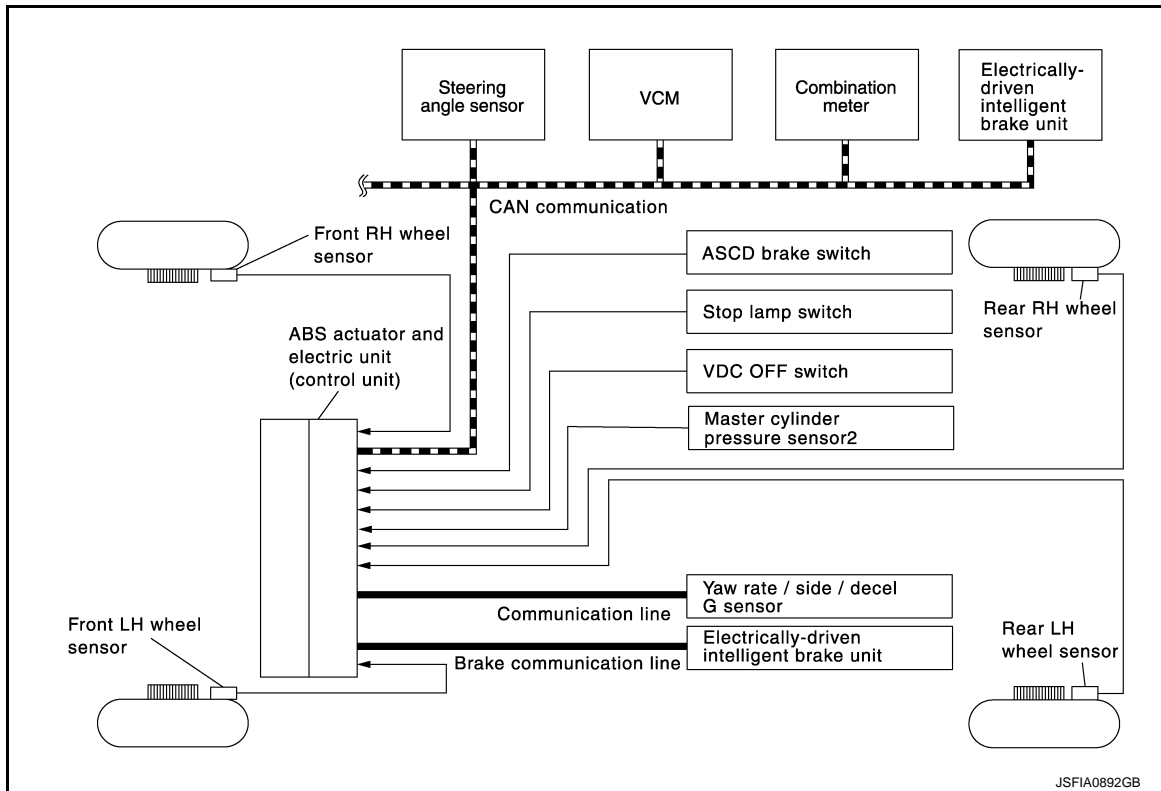 Steering
angle sensor
VCM
Combination
meter
Electrically-
driven
intelligent
brake unit
CAN communication
Front RH wheel
sensor
ASCD brake switch
Rear RH wheel
sensor
Stop lamp switch
ABS actuator and
electric unit
(control unit)
VDC OFF switch
Master cylinder
pressure sensor2
Yaw rate / side / decel
G sensor
Communication line
Front LH wheel
sensor
Electrically-driven
intelligent brake unit
Brake communication line
Rear LH
wheel sensor
JSFIA0892GB